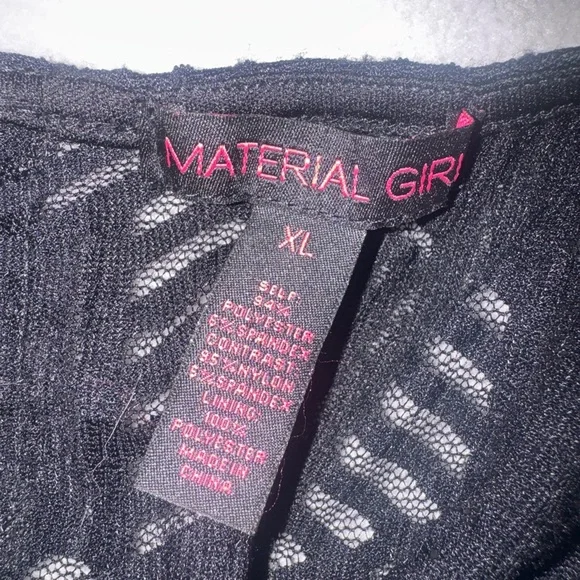 MATERIAL GIRL
XL
SELF:
94%
POLYESTER
6% SPANDEX
CONTRAST:
95% NYLON
5% SPANDEX
LINING:
100%
POLYESTER
MADE IN
CHINA